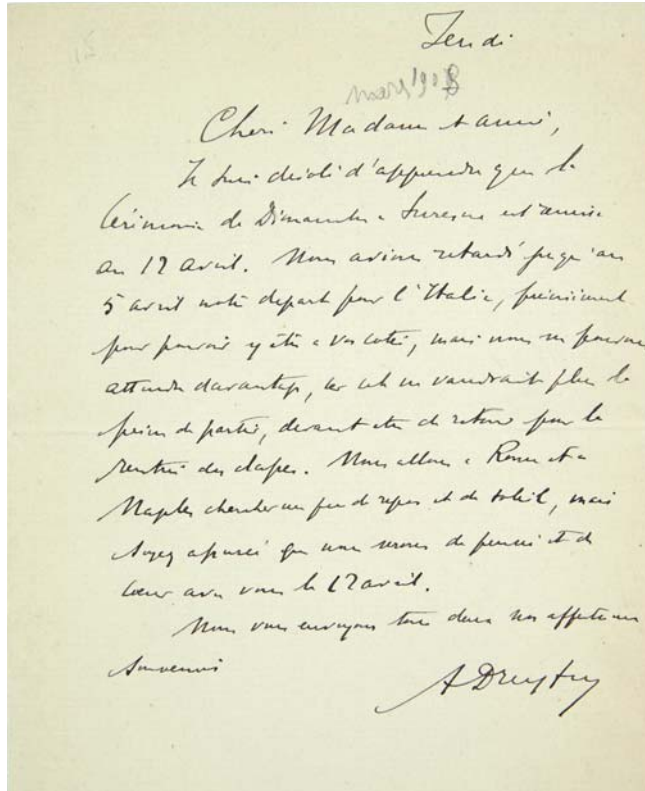 Jeudi
mars 1908
Chère Madame et amie,
Je suis désolé d'apprendre que la
Cérémonie de Dimanche à Suresnes est remise
au 12 avril. Nous avions retardé jusqu'au
5 avril notre départ pour l'Italie, précisément
pour pouvoir être à vos côtés, mais nous ne pouvons
attendre davantage, car cela ne vaudrait plus la
peine de partir, devant être de retour pour la
rentrée des classes. Nous allons à Rome et à
Naples chercher un peu de repos et de soleil, mais
soyez assurée que nous serons de pensée et de
cœur avec vous le 12 avril.
Nous vous envoyons tous deux nos affectueux
souvenirs
A Dreyfus